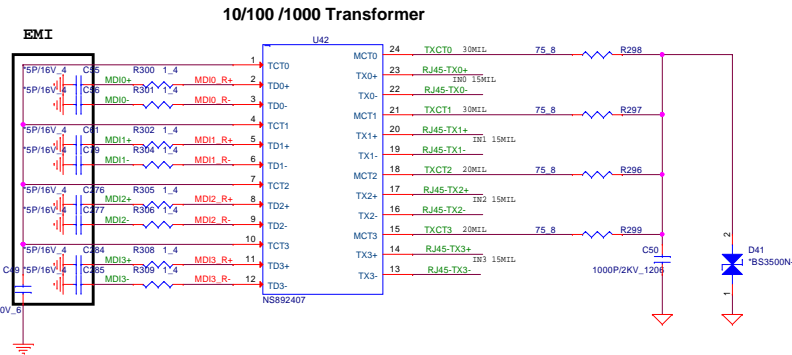 10/100 /1000 Transformer
EMI
U42
1 TCT0 MCT0 24 TXCT0 30MIL 75_8 R298
*5P/16V_4 C55 MDI0+ R300 1_4 MDI0_R+ 2 TD0+ TX0+ 23 RJ45-TX0+
IN0 15MIL
*5P/16V_4 C56 MDI0- R301 1_4 MDI0_R- 3 TD0- TX0- 22 RJ45-TX0-
4 TCT1 MCT1 21 TXCT1 30MIL 75_8 R297
*5P/16V_4 C61 MDI1+ R302 1_4 MDI1_R+ 5 TD1+ TX1+ 20 RJ45-TX1+
IN1 15MIL
*5P/16V_4 C79 MDI1- R304 1_4 MDI1_R- 6 TD1- TX1- 19 RJ45-TX1-
7 TCT2 MCT2 18 TXCT2 20MIL 75_8 R296
*5P/16V_4 C276 MDI2+ R305 1_4 MDI2_R+ 8 TD2+ TX2+ 17 RJ45-TX2+
IN2 15MIL
*5P/16V_4 C277 MDI2- R306 1_4 MDI2_R- 9 TD2- TX2- 16 RJ45-TX2-
10 TCT3 MCT3 15 TXCT3 20MIL 75_8 R299
*5P/16V_4 C284 MDI3+ R308 1_4 MDI3_R+ 11 TD3+ TX3+ 14 RJ45-TX3+
IN3 15MIL
C49 *5P/16V_4 C285 MDI3- R309 1_4 MDI3_R- 12 TD3- TX3- 13 RJ45-TX3-
NS892407
0V_6
C50
1000P/2KV_1206
2
D41
*BS3500N-
1